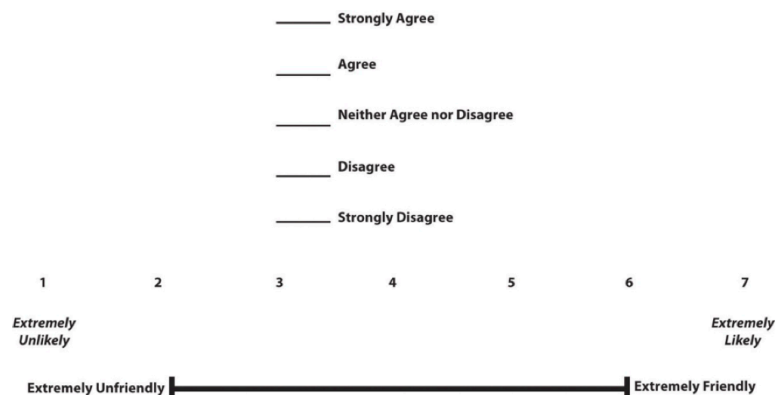 Strongly Agree
Agree
Neither Agree nor Disagree
Disagree
Strongly Disagree
1 2 3 4 5 6 7
Extremely Unlikely
Extremely Likely
Extremely Unfriendly Extremely Friendly